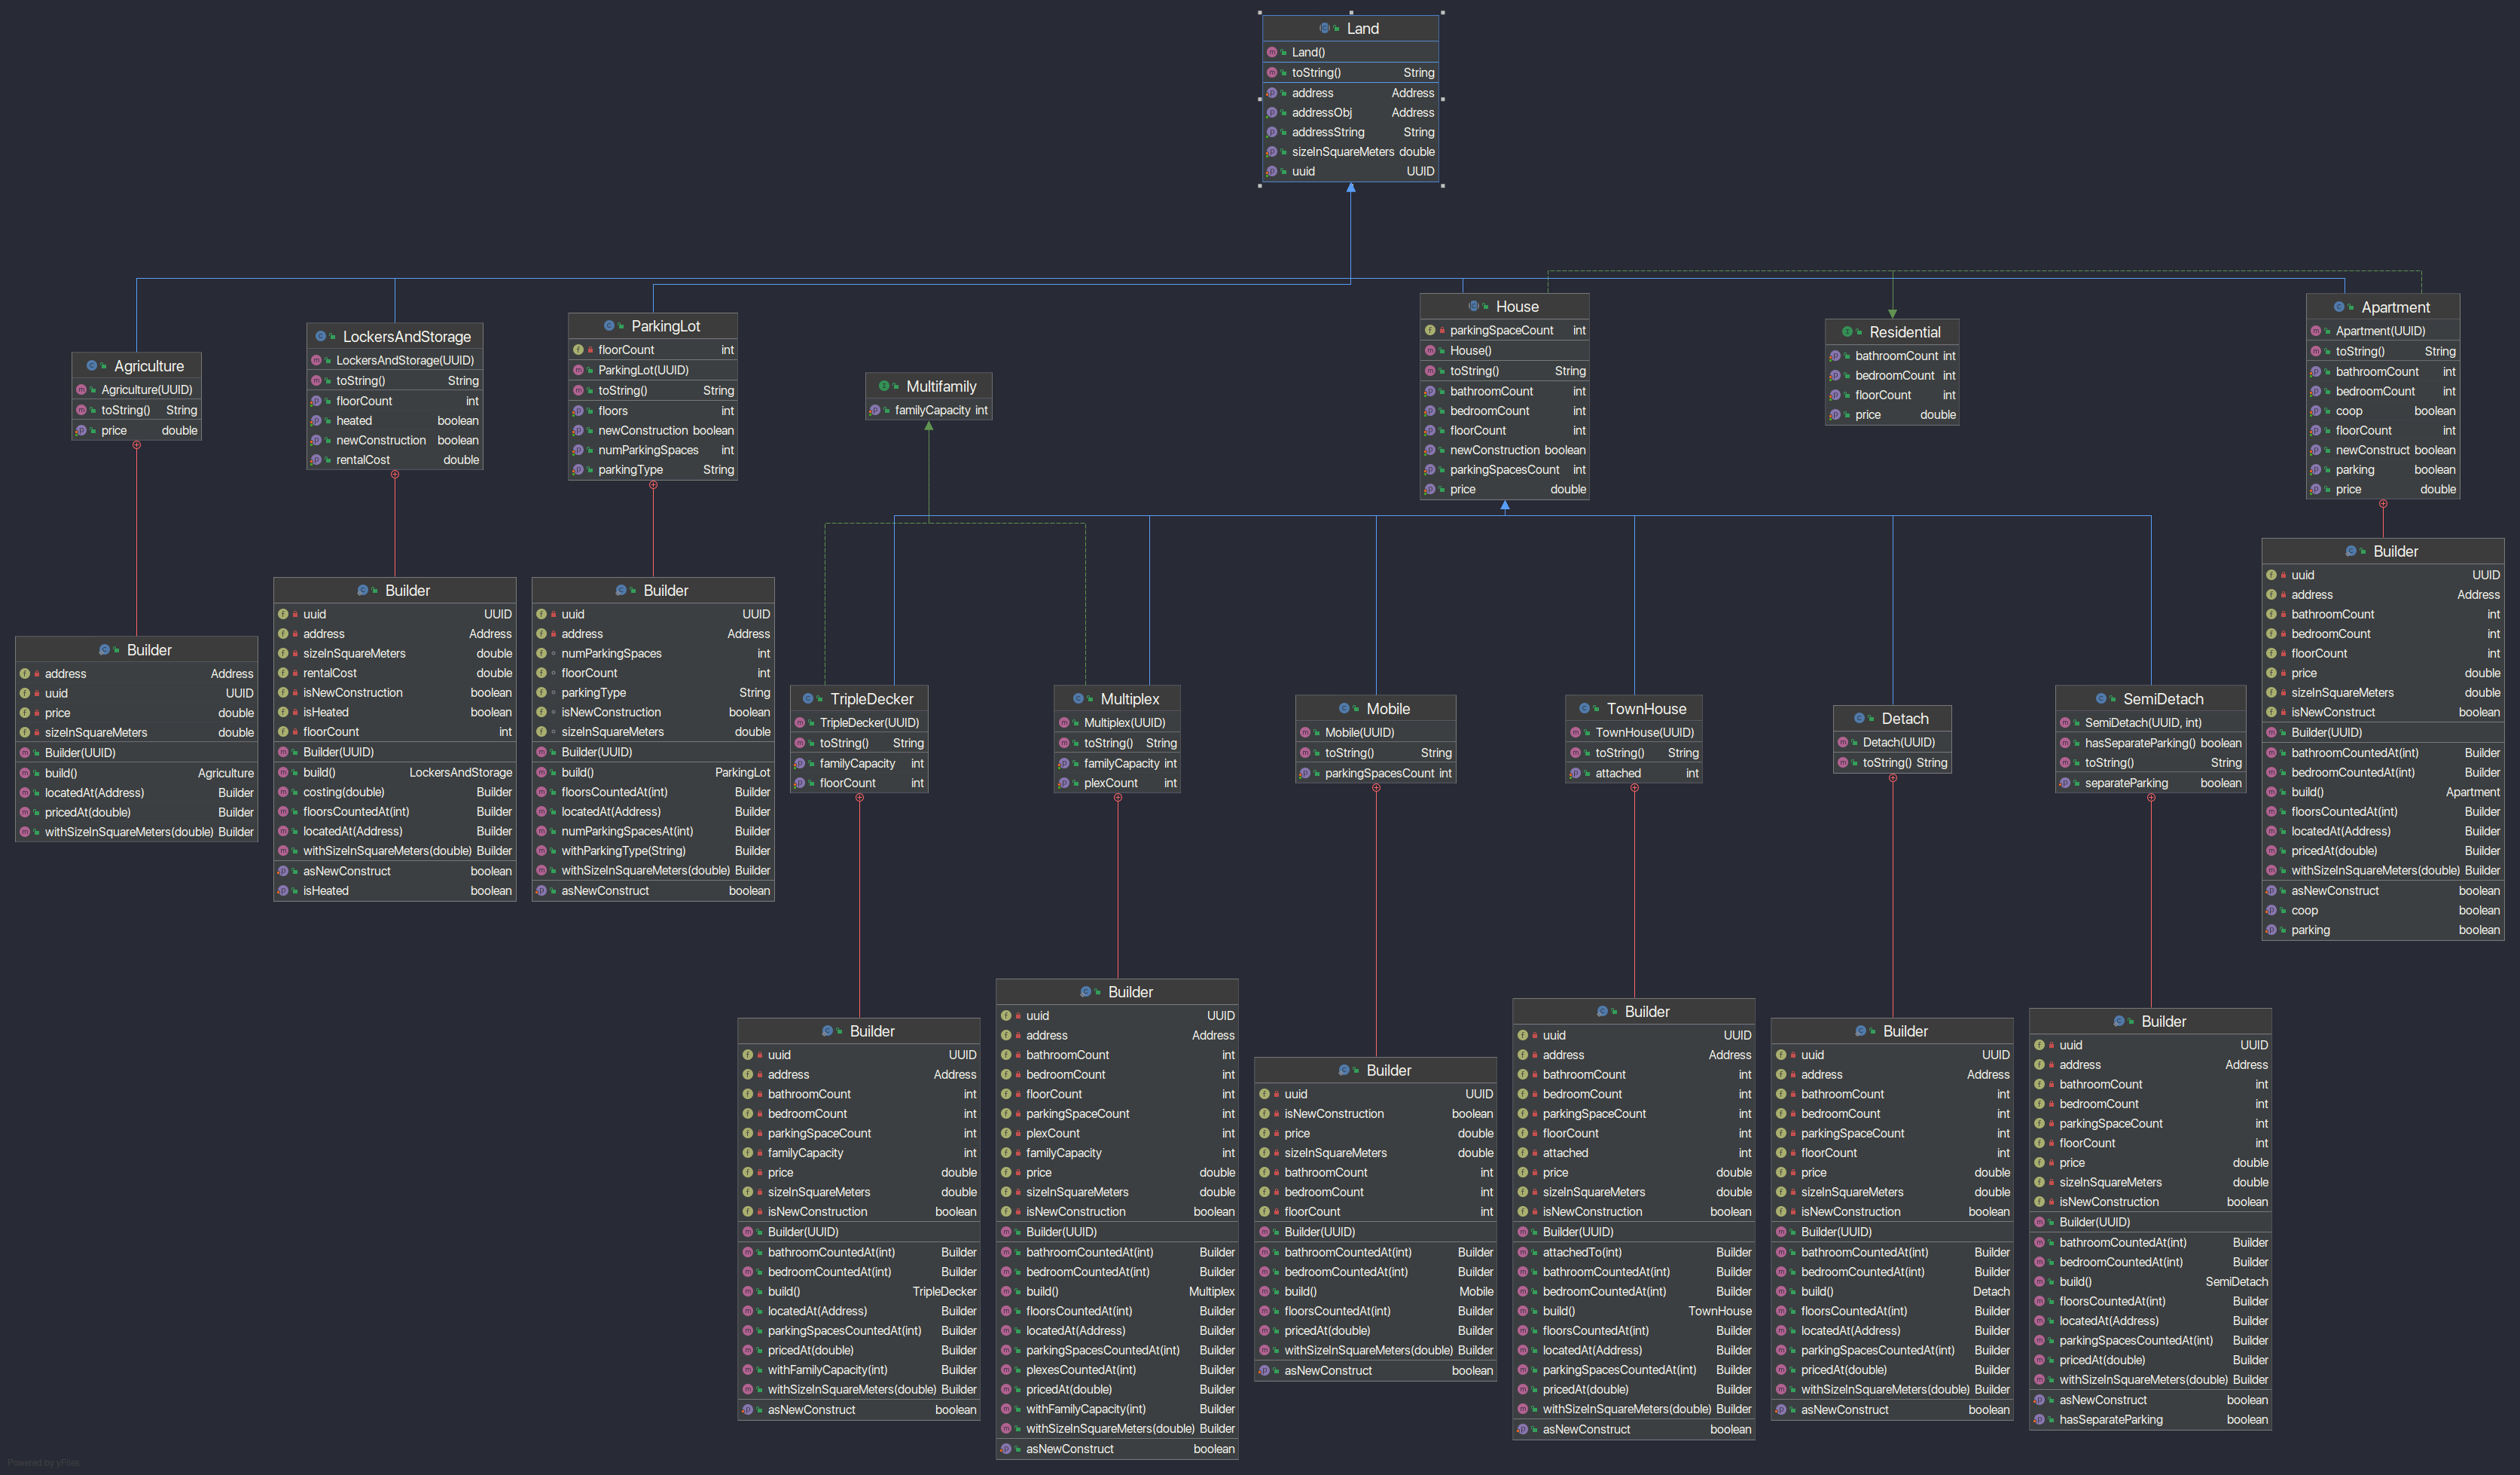 Land
Land()
toString() String
address Address
addressObj Address
addressString String
sizeInSquareMeters double
uuid UUID
Agriculture
Agriculture(UUID)
toString() String
price double
LockersAndStorage
LockersAndStorage(UUID)
toString() String
floorCount int
heated boolean
newConstruction boolean
rentalCost double
ParkingLot
floorCount int
ParkingLot(UUID)
toString() String
floors int
newConstruction boolean
numParkingSpaces int
parkingType String
Multifamily
familyCapacity int
House
parkingSpaceCount int
House()
toString() String
bathroomCount int
bedroomCount int
floorCount int
newConstruction boolean
parkingSpacesCount int
price double
Residential
bathroomCount int
bedroomCount int
floorCount int
price double
Apartment
Apartment(UUID)
toString() String
bathroomCount int
bedroomCount int
coop boolean
floorCount int
newConstruct boolean
parking boolean
price double
Builder
address Address
uuid UUID
price double
sizeInSquareMeters double
Builder(UUID)
build() Agriculture
locatedAt(Address) Builder
pricedAt(double) Builder
withSizeInSquareMeters(double) Builder
Builder
uuid UUID
address Address
sizeInSquareMeters double
rentalCost double
isNewConstruction boolean
isHeated boolean
floorCount int
Builder(UUID)
build() LockersAndStorage
costing(double) Builder
floorsCountedAt(int) Builder
locatedAt(Address) Builder
withSizeInSquareMeters(double) Builder
asNewConstruct boolean
isHeated boolean
Builder
uuid UUID
address Address
numParkingSpaces int
floorCount int
parkingType String
isNewConstruction boolean
sizeInSquareMeters double
Builder(UUID)
build() ParkingLot
floorsCountedAt(int) Builder
locatedAt(Address) Builder
numParkingSpacesAt(int) Builder
withParkingType(String) Builder
withSizeInSquareMeters(double) Builder
asNewConstruct boolean
TripleDecker
TripleDecker(UUID)
toString() String
familyCapacity int
floorCount int
Multiplex
Multiplex(UUID)
toString() String
familyCapacity int
plexCount int
Mobile
Mobile(UUID)
toString() String
parkingSpacesCount int
TownHouse
TownHouse(UUID)
toString() String
attached int
Detach
Detach(UUID)
toString() String
SemiDetach
SemiDetach(UUID, int)
hasSeparateParking() boolean
toString() String
separateParking boolean
Builder
uuid UUID
address Address
bathroomCount int
bedroomCount int
floorCount int
price double
sizeInSquareMeters double
isNewConstruct boolean
Builder(UUID)
bathroomCountedAt(int) Builder
bedroomCountedAt(int) Builder
build() Apartment
floorsCountedAt(int) Builder
locatedAt(Address) Builder
pricedAt(double) Builder
withSizeInSquareMeters(double) Builder
asNewConstruct boolean
coop boolean
parking boolean
Builder
uuid UUID
address Address
bathroomCount int
bedroomCount int
parkingSpaceCount int
familyCapacity int
price double
sizeInSquareMeters double
isNewConstruction boolean
Builder(UUID)
bathroomCountedAt(int) Builder
bedroomCountedAt(int) Builder
build() TripleDecker
locatedAt(Address) Builder
parkingSpacesCountedAt(int) Builder
pricedAt(double) Builder
withFamilyCapacity(int) Builder
withSizeInSquareMeters(double) Builder
asNewConstruct boolean
Builder
uuid UUID
address Address
bathroomCount int
bedroomCount int
floorCount int
parkingSpaceCount int
plexCount int
familyCapacity int
price double
sizeInSquareMeters double
isNewConstruction boolean
Builder(UUID)
bathroomCountedAt(int) Builder
bedroomCountedAt(int) Builder
build() Multiplex
floorsCountedAt(int) Builder
locatedAt(Address) Builder
parkingSpacesCountedAt(int) Builder
plexesCountedAt(int) Builder
pricedAt(double) Builder
withFamilyCapacity(int) Builder
withSizeInSquareMeters(double) Builder
asNewConstruct boolean
Builder
uuid UUID
isNewConstruction boolean
price double
sizeInSquareMeters double
bathroomCount int
bedroomCount int
floorCount int
Builder(UUID)
bathroomCountedAt(int) Builder
bedroomCountedAt(int) Builder
build() Mobile
floorsCountedAt(int) Builder
pricedAt(double) Builder
withSizeInSquareMeters(double) Builder
asNewConstruct boolean
Builder
uuid UUID
address Address
bathroomCount int
bedroomCount int
parkingSpaceCount int
floorCount int
attached int
price double
sizeInSquareMeters double
isNewConstruction boolean
Builder(UUID)
attachedTo(int) Builder
bathroomCountedAt(int) Builder
bedroomCountedAt(int) Builder
build() TownHouse
floorsCountedAt(int) Builder
locatedAt(Address) Builder
parkingSpacesCountedAt(int) Builder
pricedAt(double) Builder
withSizeInSquareMeters(double) Builder
asNewConstruct boolean
Builder
uuid UUID
address Address
bathroomCount int
bedroomCount int
parkingSpaceCount int
floorCount int
price double
sizeInSquareMeters double
isNewConstruction boolean
Builder(UUID)
bathroomCountedAt(int) Builder
bedroomCountedAt(int) Builder
build() Detach
floorsCountedAt(int) Builder
locatedAt(Address) Builder
parkingSpacesCountedAt(int) Builder
pricedAt(double) Builder
withSizeInSquareMeters(double) Builder
asNewConstruct boolean
Builder
uuid UUID
address Address
bathroomCount int
bedroomCount int
parkingSpaceCount int
floorCount int
price double
sizeInSquareMeters double
isNewConstruction boolean
Builder(UUID)
bathroomCountedAt(int) Builder
bedroomCountedAt(int) Builder
build() SemiDetach
floorsCountedAt(int) Builder
locatedAt(Address) Builder
parkingSpacesCountedAt(int) Builder
pricedAt(double) Builder
withSizeInSquareMeters(double) Builder
asNewConstruct boolean
hasSeparateParking boolean
Powered by yFiles